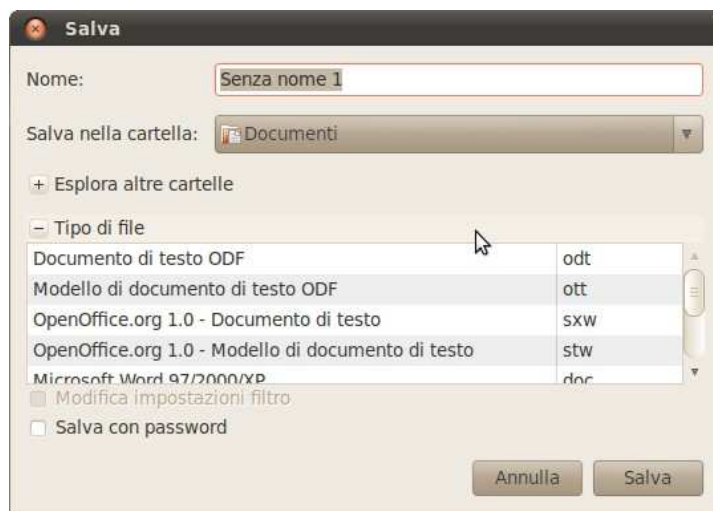 Salva
Nome: Senza nome 1
Salva nella cartella: Documenti
+ Esplora altre cartelle
− Tipo di file
Documento di testo ODF odt
Modello di documento di testo ODF ott
OpenOffice.org 1.0 - Documento di testo sxw
OpenOffice.org 1.0 - Modello di documento di testo stw
Microsoft Word 97/2000/XP doc
Modifica impostazioni filtro
Salva con password
Annulla Salva